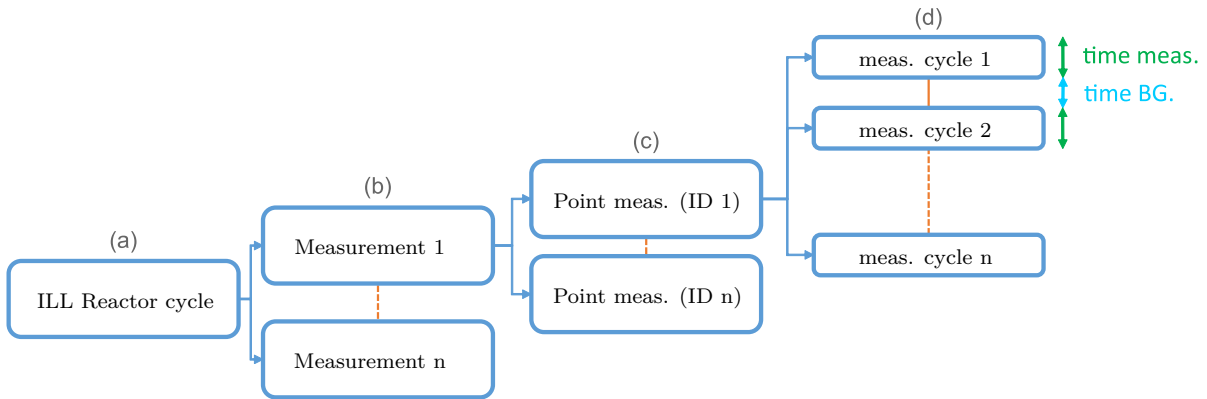 (a)
ILL Reactor cycle
(b)
Measurement 1
Measurement n
(c)
Point meas. (ID 1)
Point meas. (ID n)
(d)
meas. cycle 1
meas. cycle 2
meas. cycle n
time meas.
time BG.